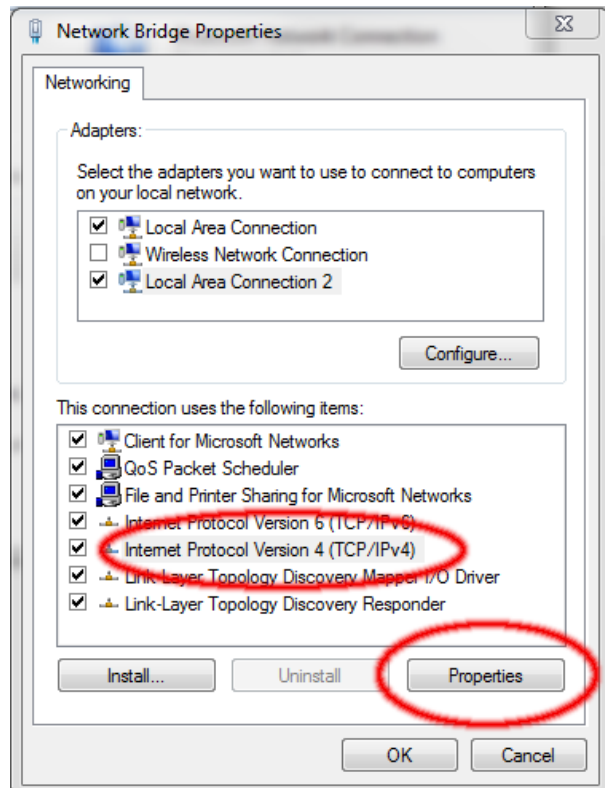 Network Bridge Properties
Networking
Adapters:
Select the adapters you want to use to connect to computers
on your local network.
Local Area Connection
Wireless Network Connection
Local Area Connection 2
Configure...
This connection uses the following items:
Client for Microsoft Networks
QoS Packet Scheduler
File and Printer Sharing for Microsoft Networks
Internet Protocol Version 6 (TCP/IPv6)
Internet Protocol Version 4 (TCP/IPv4)
Link-Layer Topology Discovery Mapper I/O Driver
Link-Layer Topology Discovery Responder
Install...
Uninstall
Properties
OK
Cancel